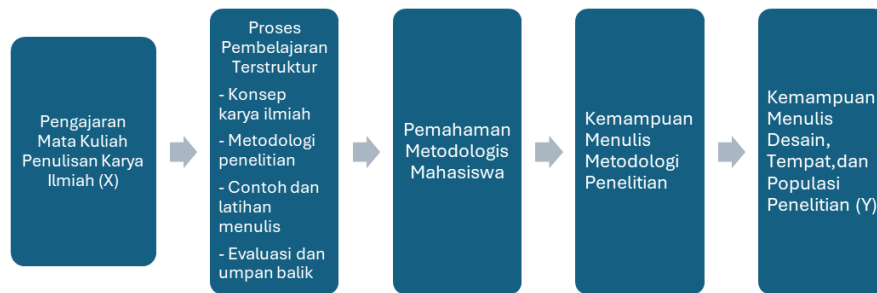 Pengajaran
Mata Kuliah
Penulisan Karya
Ilmiah (X)
Proses
Pembelajaran
Terstruktur
- Konsep
karya ilmiah
- Metodologi
penelitian
- Contoh dan
latihan
menulis
- Evaluasi dan
umpan balik
Pemahaman
Metodologis
Mahasiswa
Kemampuan
Menulis
Metodologi
Penelitian
Kemampuan
Menulis
Desain,
Tempat,dan
Populasi
Penelitian (Y)